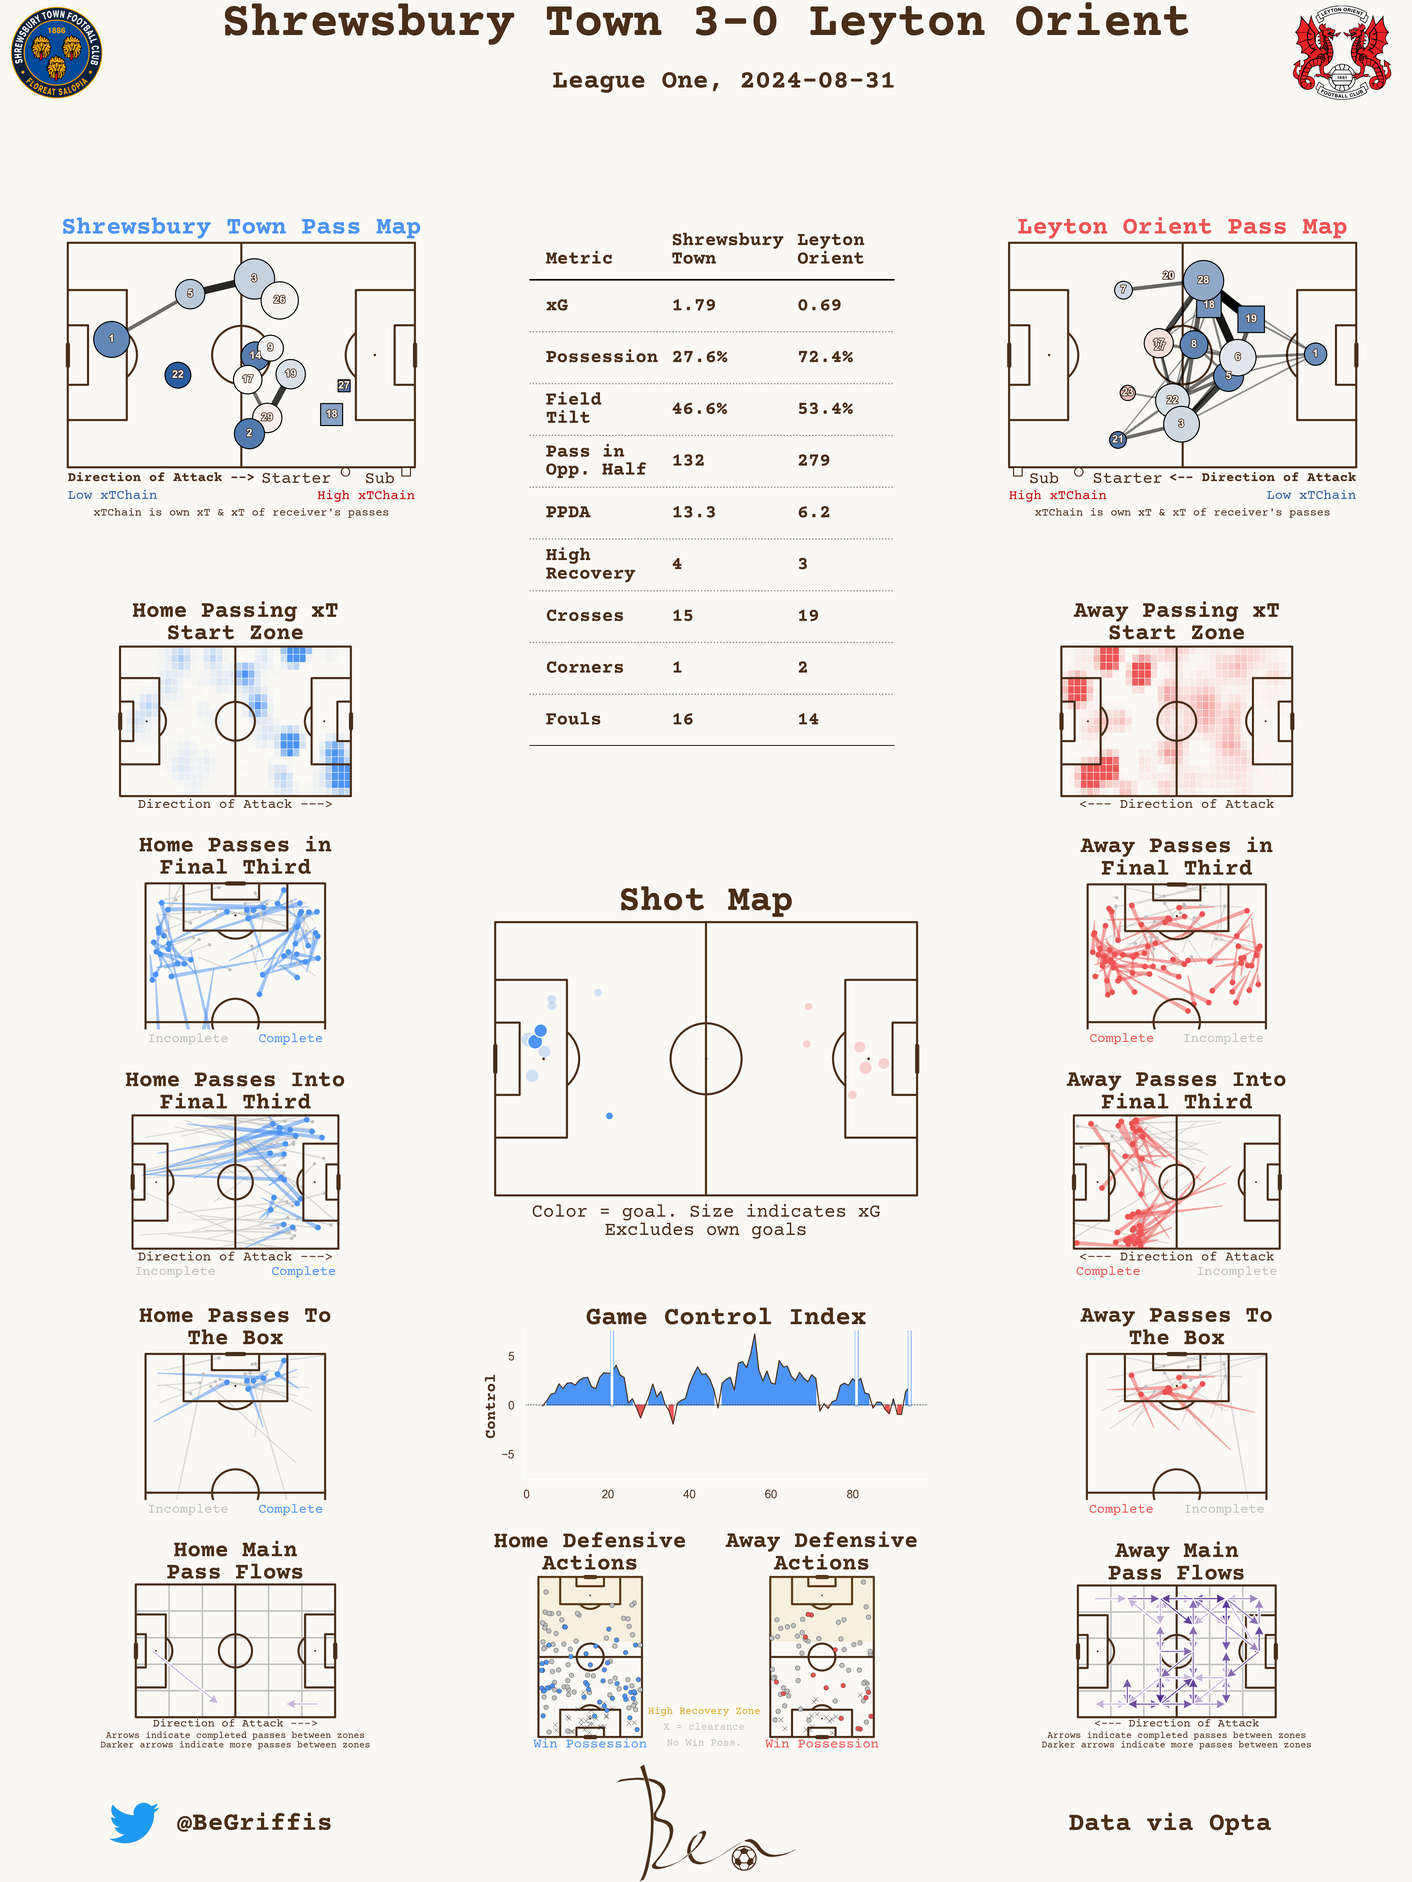 Shrewsbury Town 3-0 Leyton Orient
League One, 2024-08-31
SHREWSBURY TOWN FOOTBALL CLUB
1886
FLOREAT SALOPIA
LEYTON ORIENT
1881
FOOTBALL CLUB
Shrewsbury Town Pass Map
3
5
26
1
9
14
22
17
19
27
18
29
2
Direction of Attack --> Starter Sub
Low xTChain High xTChain
xTChain is own xT & xT of receiver's passes
Metric Shrewsbury Town Leyton Orient
xG 1.79 0.69
Possession 27.6% 72.4%
Field Tilt 46.6% 53.4%
Pass in Opp. Half 132 279
PPDA 13.3 6.2
High Recovery 4 3
Crosses 15 19
Corners 1 2
Fouls 16 14
Leyton Orient Pass Map
20
28
7
18
19
17
27
8
6
1
5
23
22
3
21
Sub Starter <-- Direction of Attack
High xTChain Low xTChain
xTChain is own xT & xT of receiver's passes
Home Passing xT
Start Zone
Direction of Attack --->
Away Passing xT
Start Zone
<--- Direction of Attack
Home Passes in
Final Third
Incomplete Complete
Away Passes in
Final Third
Complete Incomplete
Shot Map
Color = goal. Size indicates xG
Excludes own goals
Home Passes Into
Final Third
Direction of Attack --->
Incomplete Complete
Away Passes Into
Final Third
<--- Direction of Attack
Complete Incomplete
Home Passes To
The Box
Incomplete Complete
Game Control Index
Control
5
0
−5
0 20 40 60 80
Away Passes To
The Box
Complete Incomplete
Home Main
Pass Flows
Direction of Attack --->
Arrows indicate completed passes between zones
Darker arrows indicate more passes between zones
Home Defensive
Actions
Win Possession
High Recovery Zone
X = clearance
No Win Poss.
Away Defensive
Actions
Win Possession
Away Main
Pass Flows
<--- Direction of Attack
Arrows indicate completed passes between zones
Darker arrows indicate more passes between zones
@BeGriffis
Ben
Data via Opta